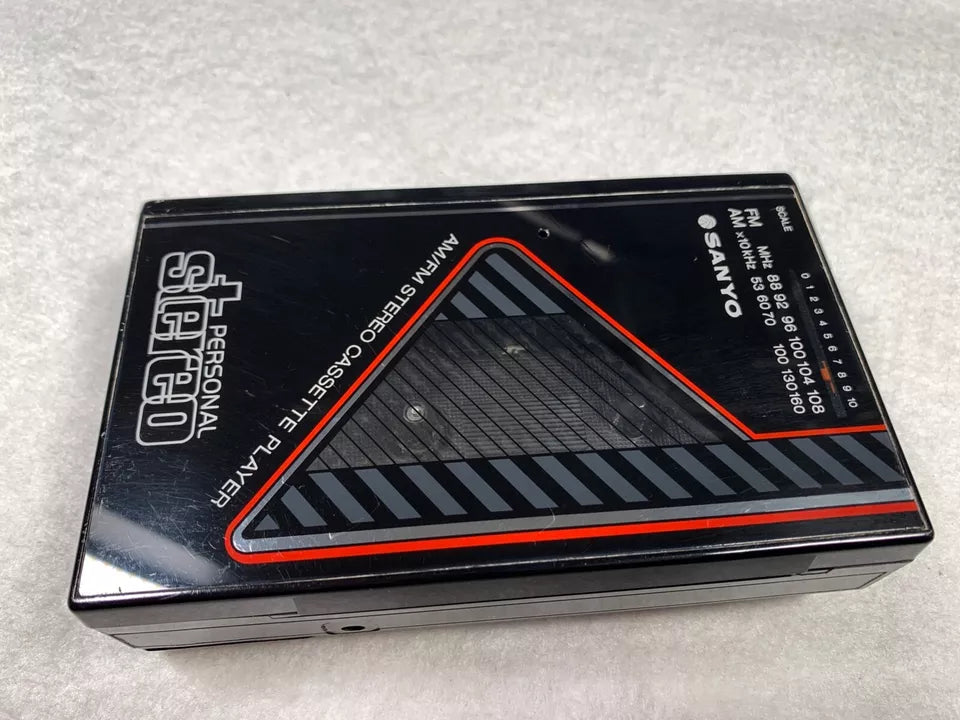 PERSONAL
stereo
AM/FM STEREO CASSETTE PLAYER
SANYO
SCALE 0 1 2 3 4 5 6 7 8 9 10
FM MHz 88 92 96 100 104 108
AM x10kHz 53 60 70 100 130 160